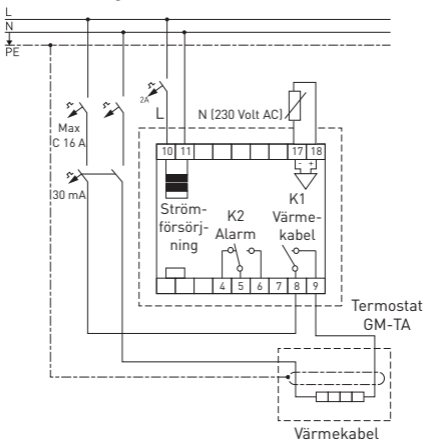 L
N
PE
2A
L
N (230 Volt AC)
Max
C 16 A
10 11 17 18
- +
30 mA
K1
Värme-
kabel
Ström-
försörj-
ning
K2
Alarm
4 5 6 7 8 9
Termostat
GM-TA
Värmekabel